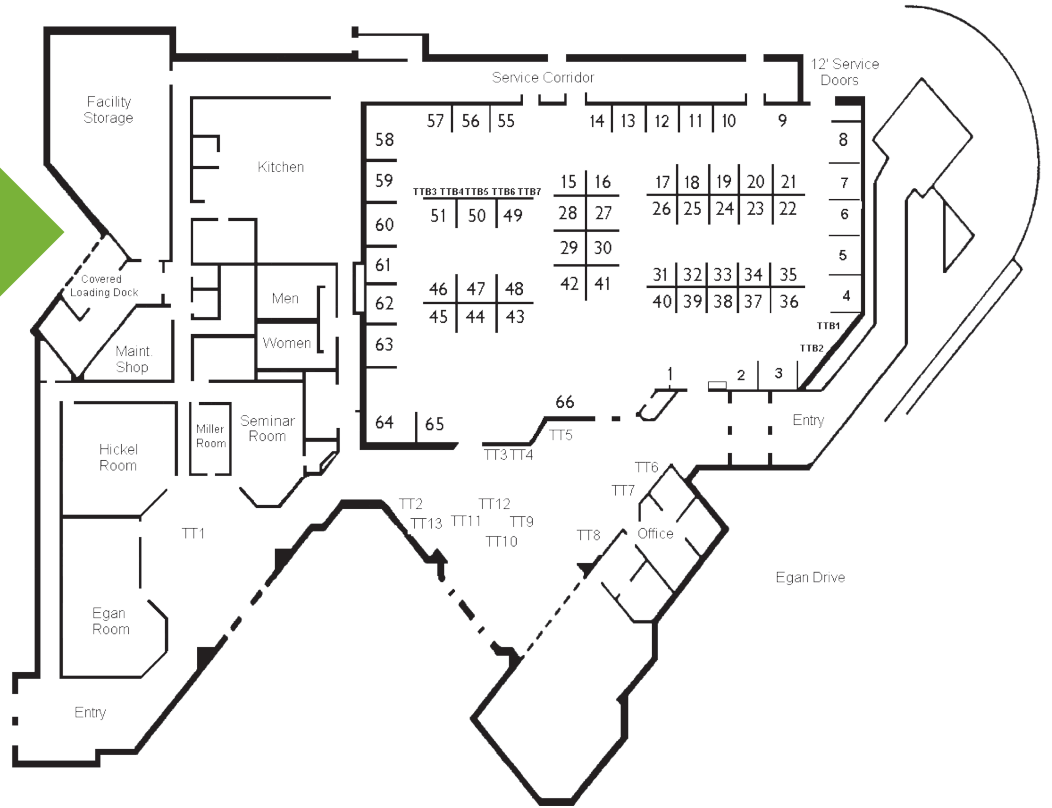 12' Service
Doors
Service Corridor
Facility
Storage
57 56 55
14 13 12 11 10 9
8
58
Kitchen
59
15 16
17 18 19 20 21
7
TTB3 TTB4 TTB5 TTB6 TTB7
51 50 49
28 27
26 25 24 23 22
6
60
29 30
5
61
Covered
Loading Dock
31 32 33 34 35
42 41
46 47 48
4
Men
62
40 39 38 37 36
45 44 43
TTB1
Women
63
TTB2
Maint.
Shop
1
2 3
66
64 65
Entry
Miller
Room
Seminar
Room
Hickel
Room
TT5
TT3 TT4
TT6
TT7
TT2
TT12
TT13
TT11
TT9
TT1
TT8
Office
TT10
Egan Drive
Egan
Room
Entry